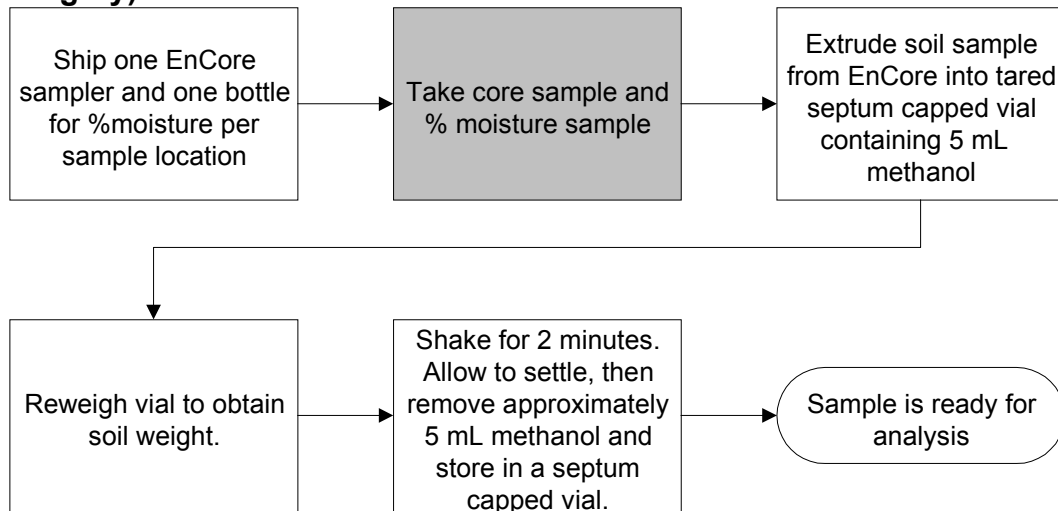 Ship one EnCore
sampler and one bottle
for %moisture per
sample location
Take core sample and
% moisture sample
Extrude soil sample
from EnCore into tared
septum capped vial
containing 5 mL
methanol
Reweigh vial to obtain
soil weight.
Shake for 2 minutes.
Allow to settle, then
remove approximately
5 mL methanol and
store in a septum
capped vial.
Sample is ready for
analysis